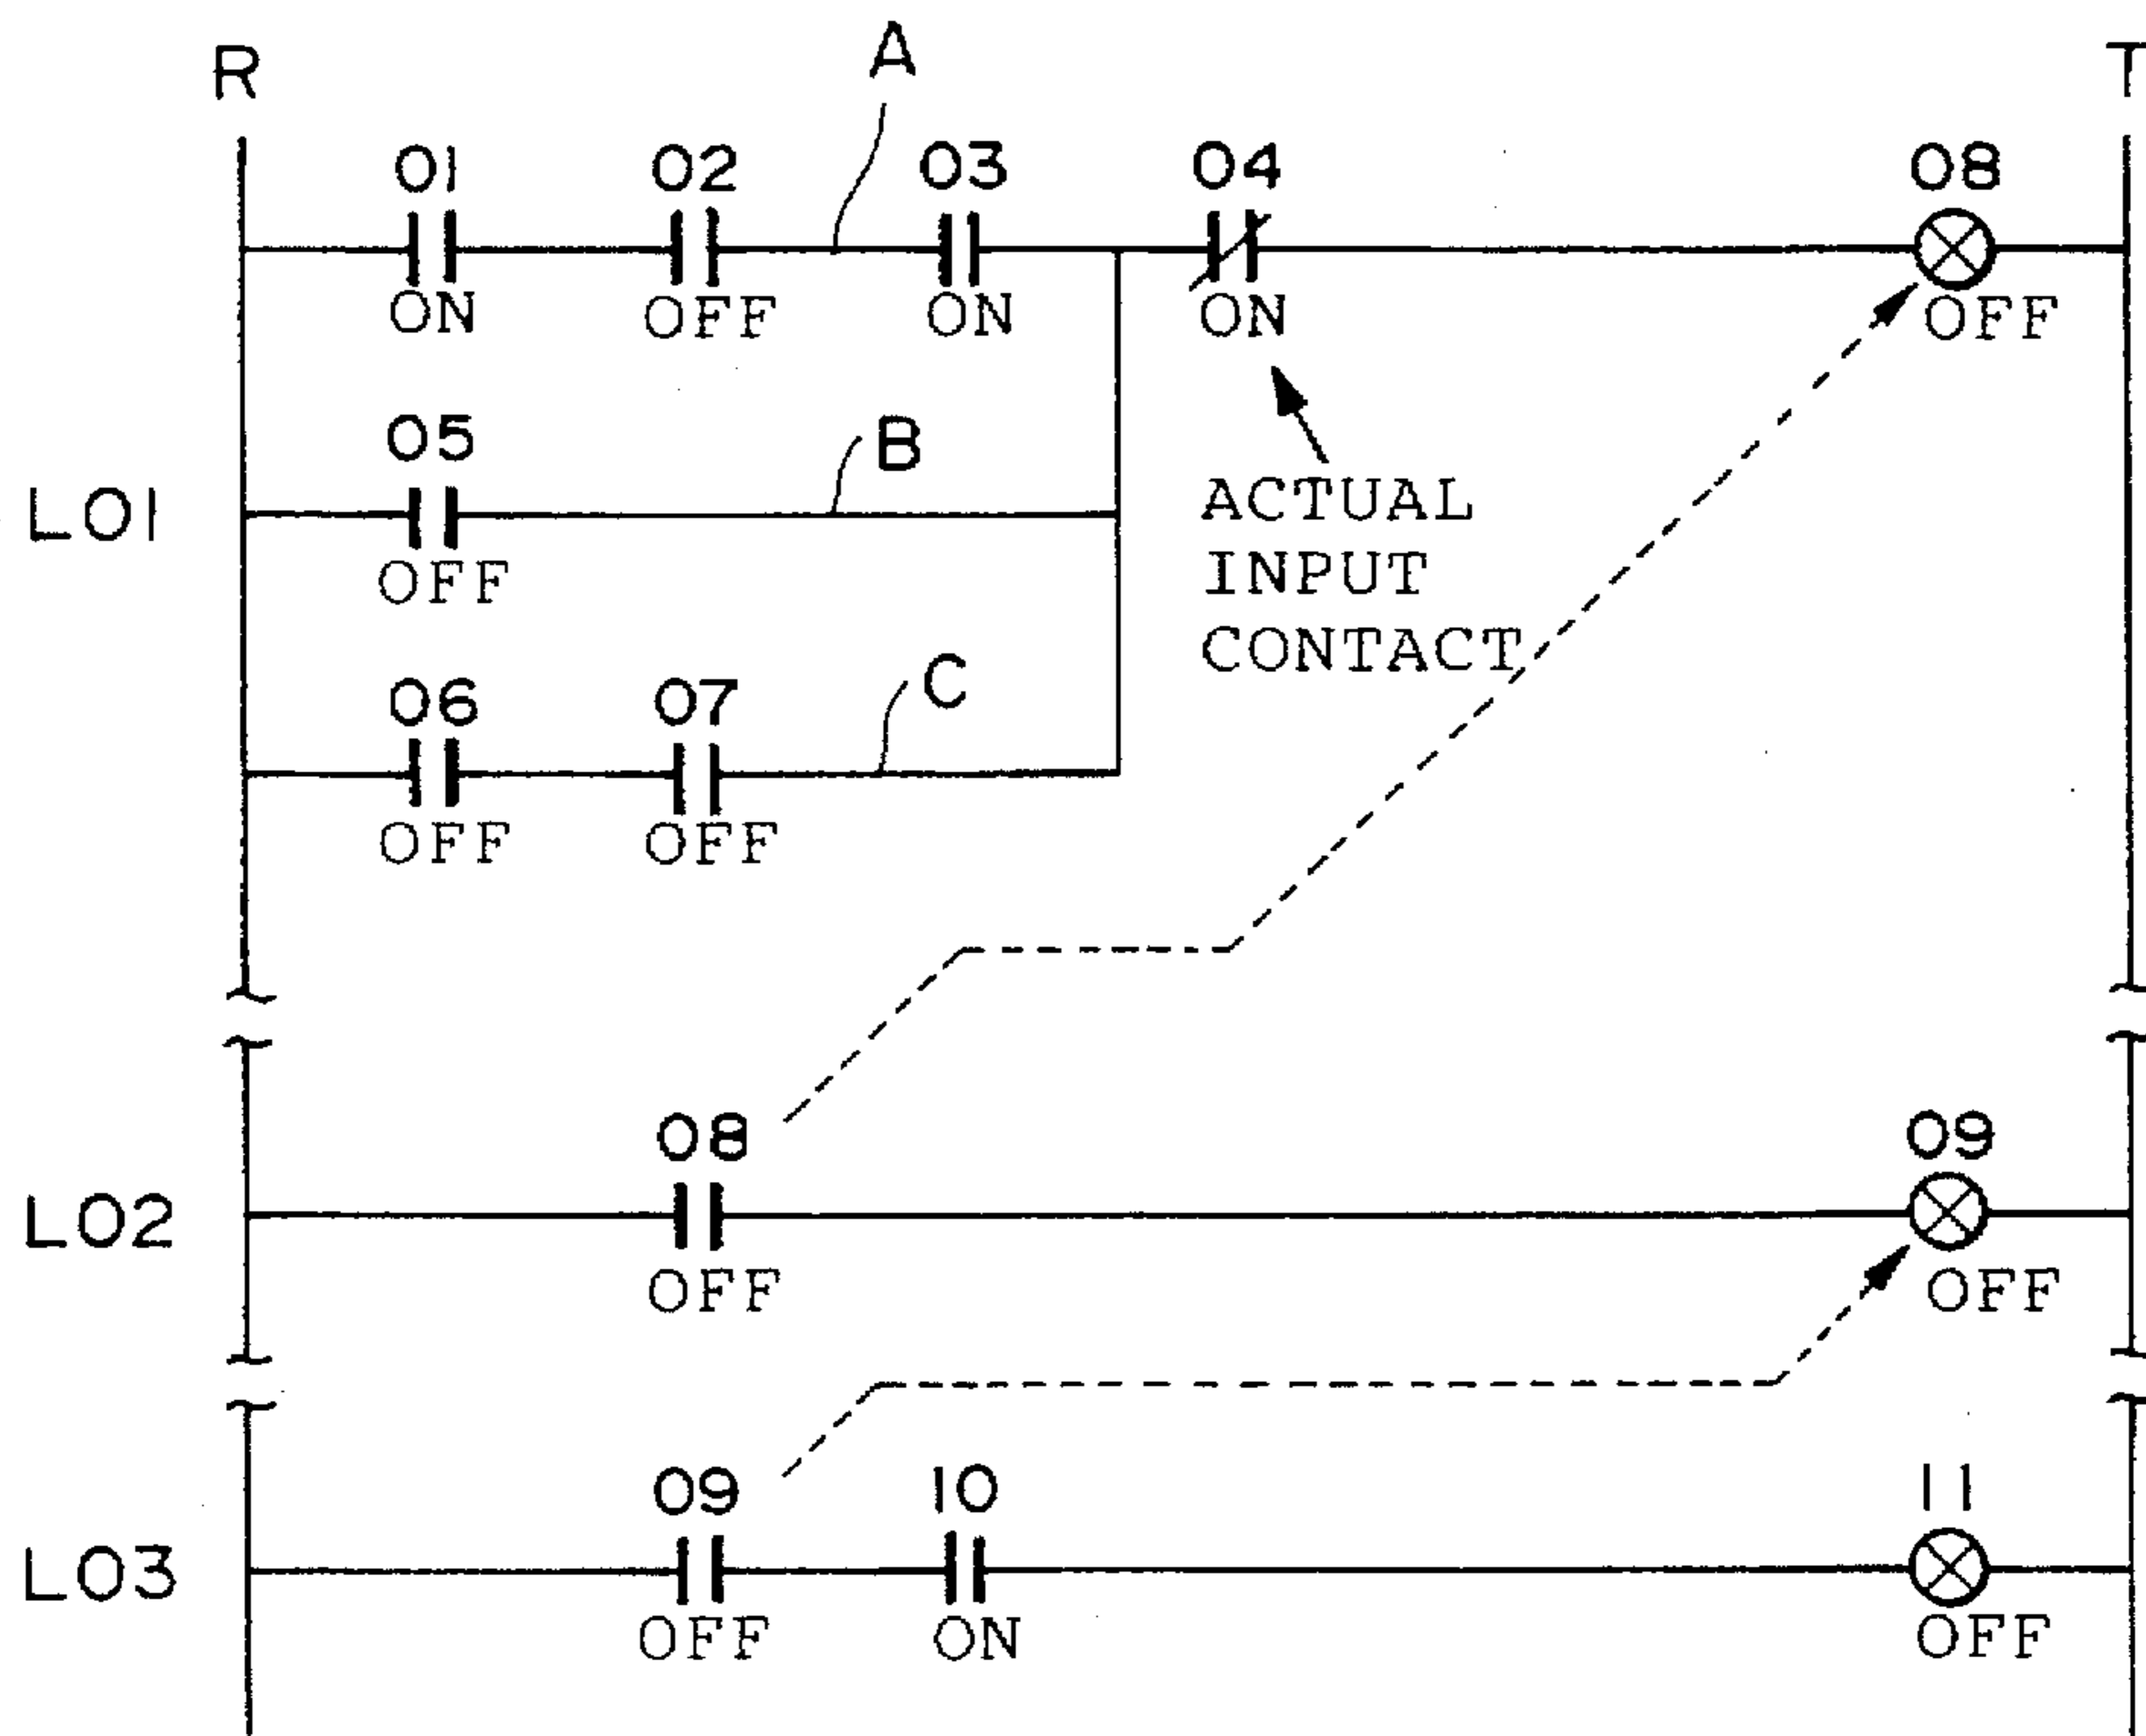 R A T
01 02 03 04 08
ON OFF ON ON OFF
05 B
L01
OFF
ACTUAL
INPUT
CONTACT
06 07 C
OFF OFF
08 09
L02
OFF OFF
09 10 11
L03
OFF ON OFF